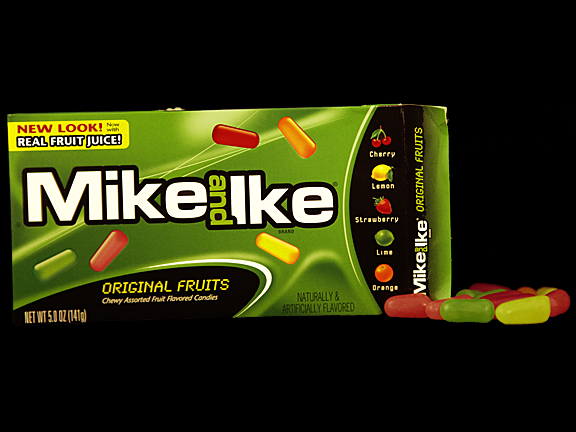 NEW LOOK! Now with
REAL FRUIT JUICE!
Mike and Ike
BRAND
ORIGINAL FRUITS
Chewy Assorted Fruit Flavored Candies
NATURALLY &
ARTIFICIALLY FLAVORED
NET WT 5.0 OZ (141g)
Cherry
Lemon
Strawberry
Lime
Orange
Mike and Ike ORIGINAL FRUITS